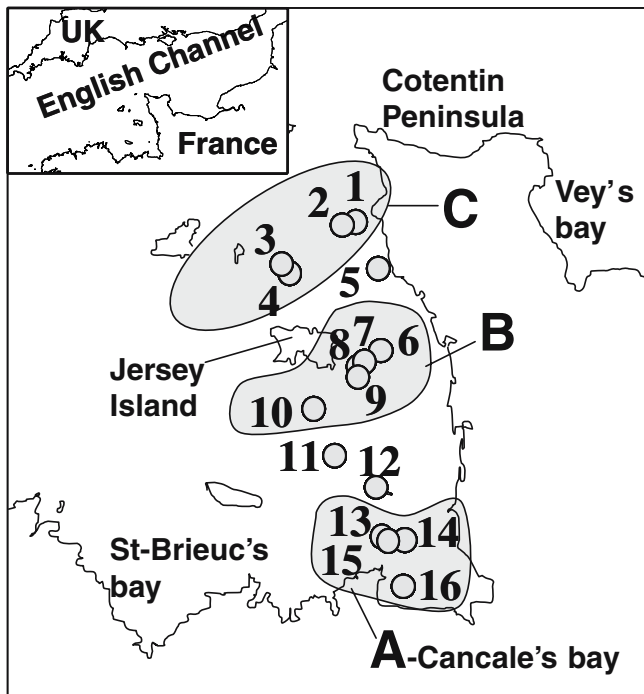 UK
English Channel
France
Cotentin
Peninsula
Vey's
bay
1
2
C
3
4
5
7
8
6
B
Jersey
Island
10
9
11
12
13
14
St-Brieuc's
bay
15
16
A-Cancale's bay